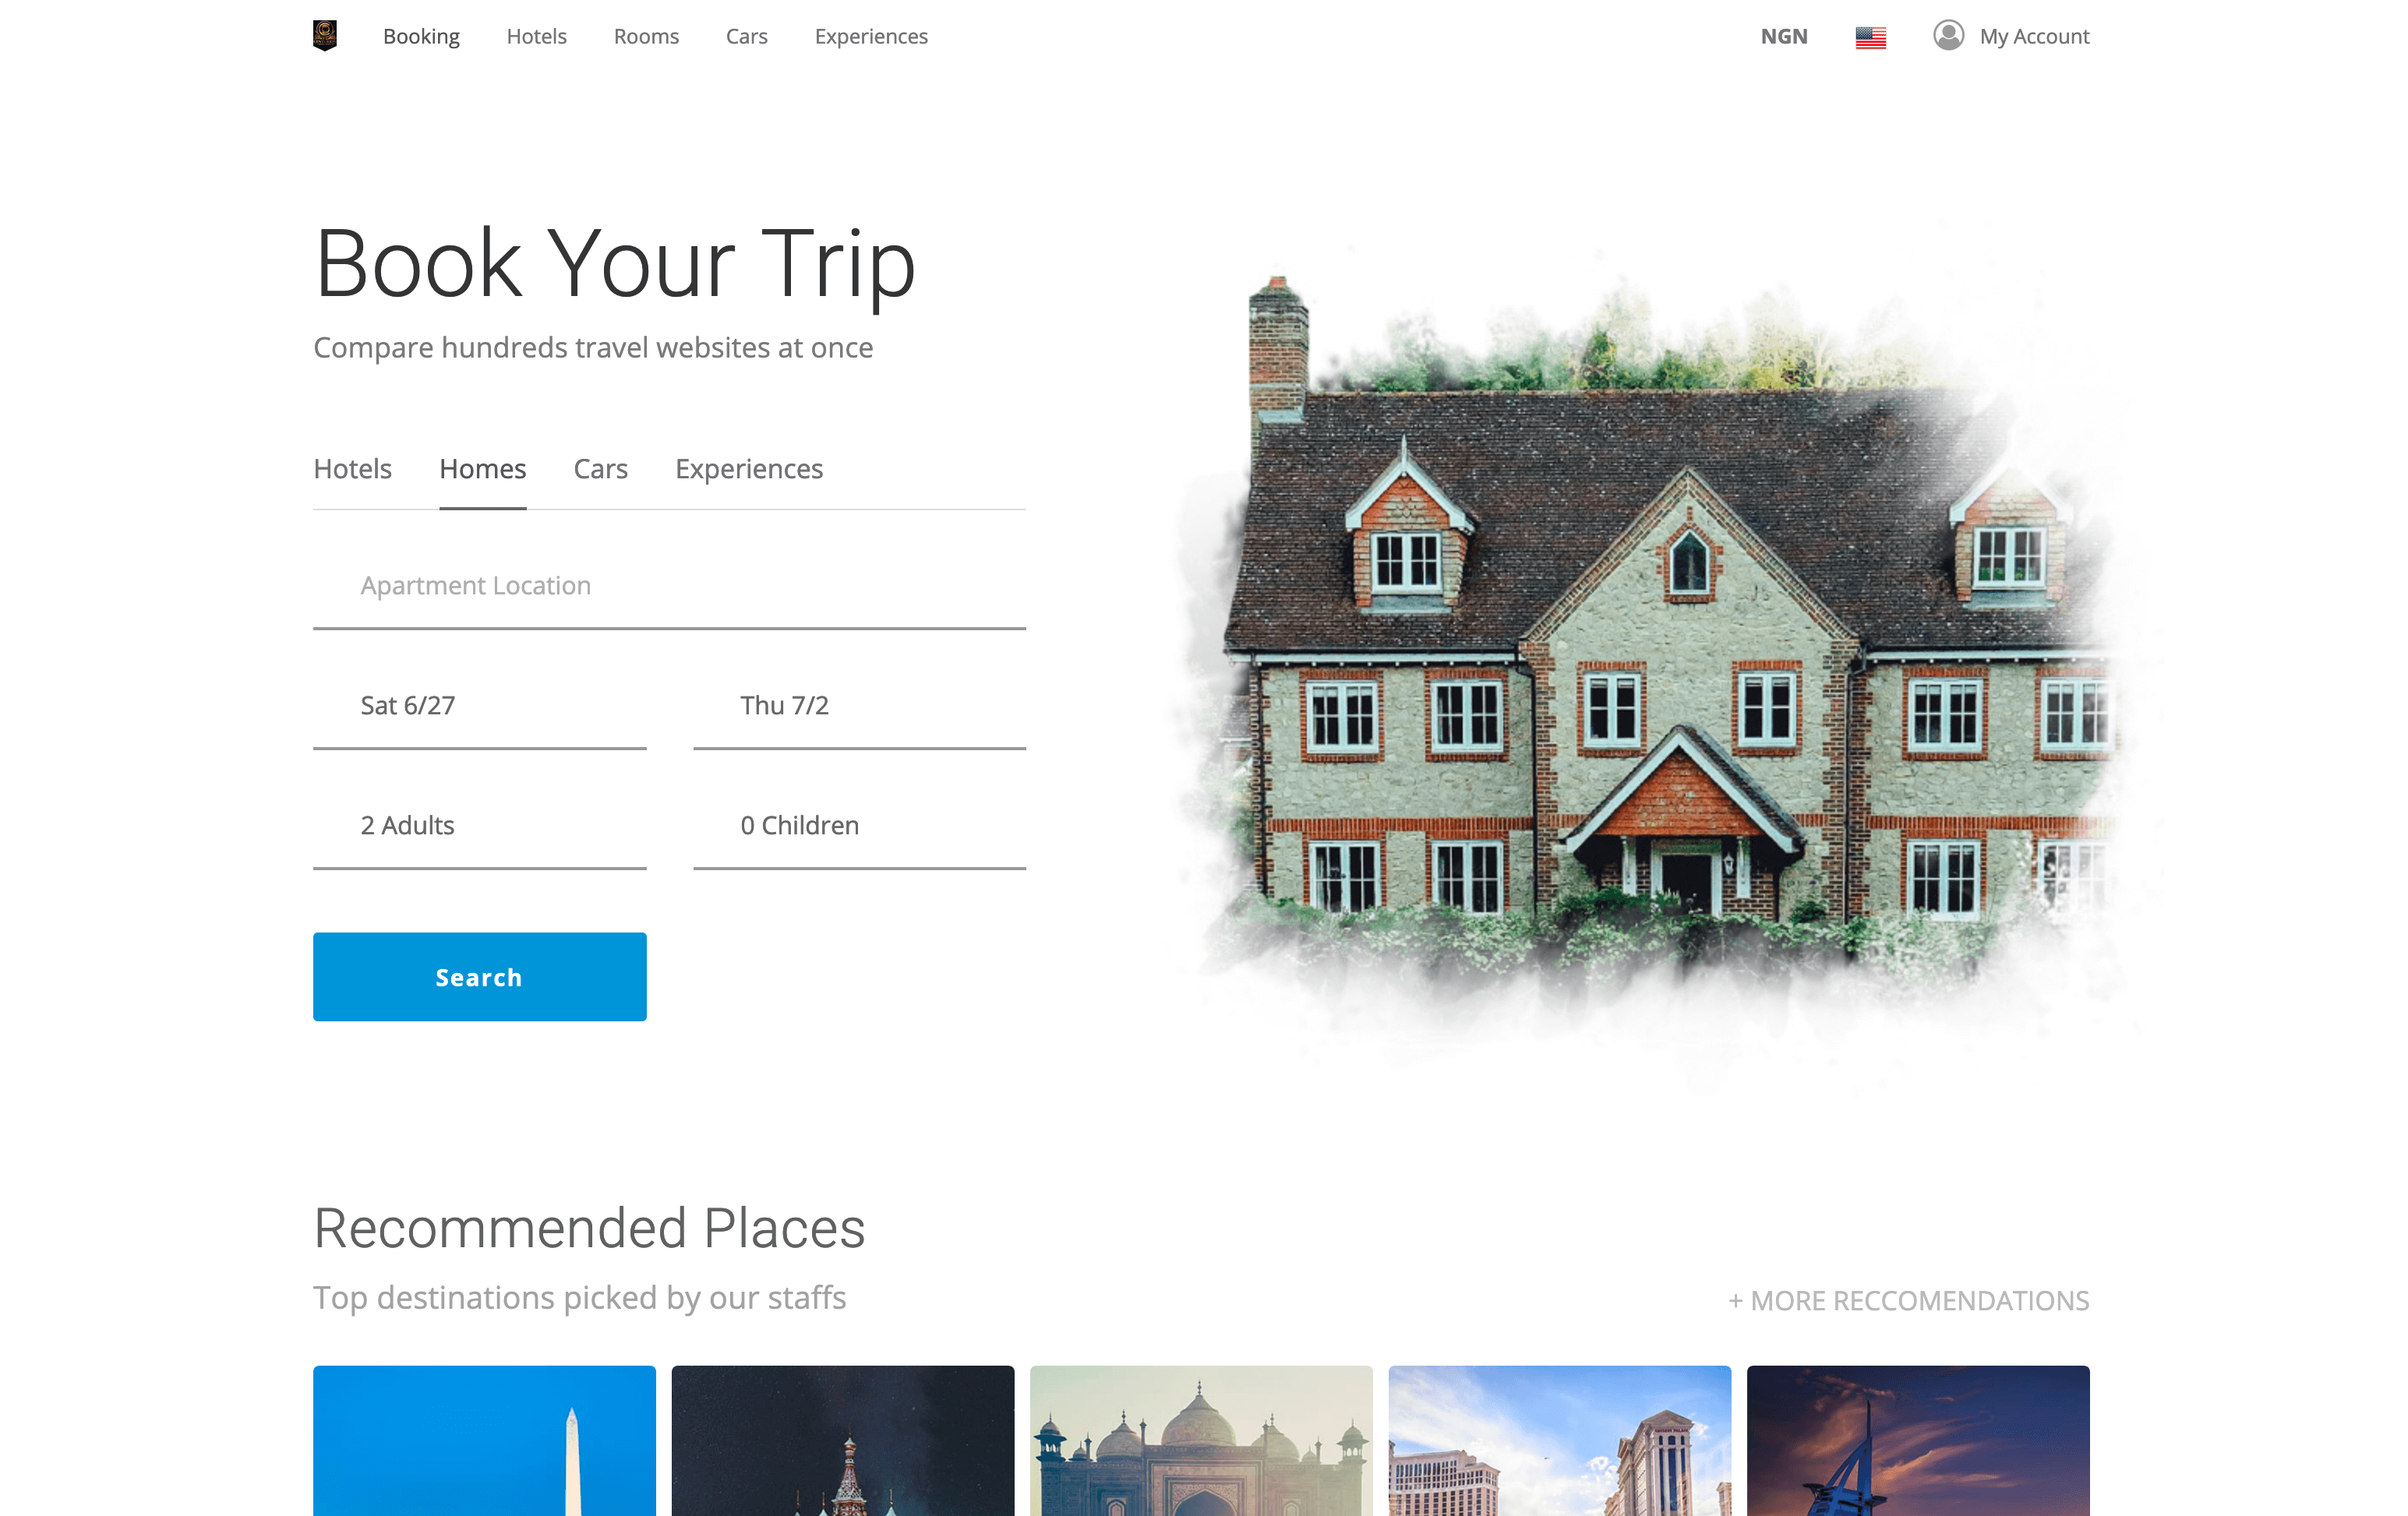 Booking Hotels Rooms Cars Experiences NGN My Account
Book Your Trip
Compare hundreds travel websites at once
Hotels Homes Cars Experiences
Apartment Location
Sat 6/27 Thu 7/2
2 Adults 0 Children
Search
Recommended Places
Top destinations picked by our staffs
+ MORE RECCOMENDATIONS